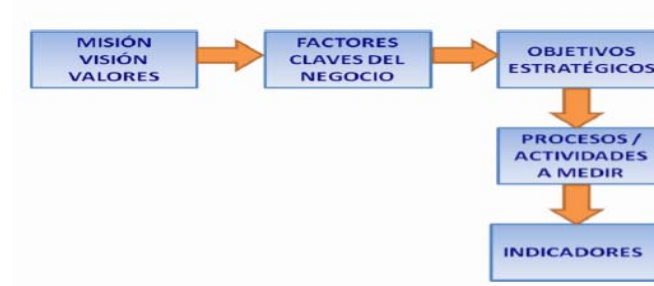 MISIÓN
VISIÓN
VALORES
FACTORES
CLAVES DEL
NEGOCIO
OBJETIVOS
ESTRATÉGICOS
PROCESOS /
ACTIVIDADES
A MEDIR
INDICADORES